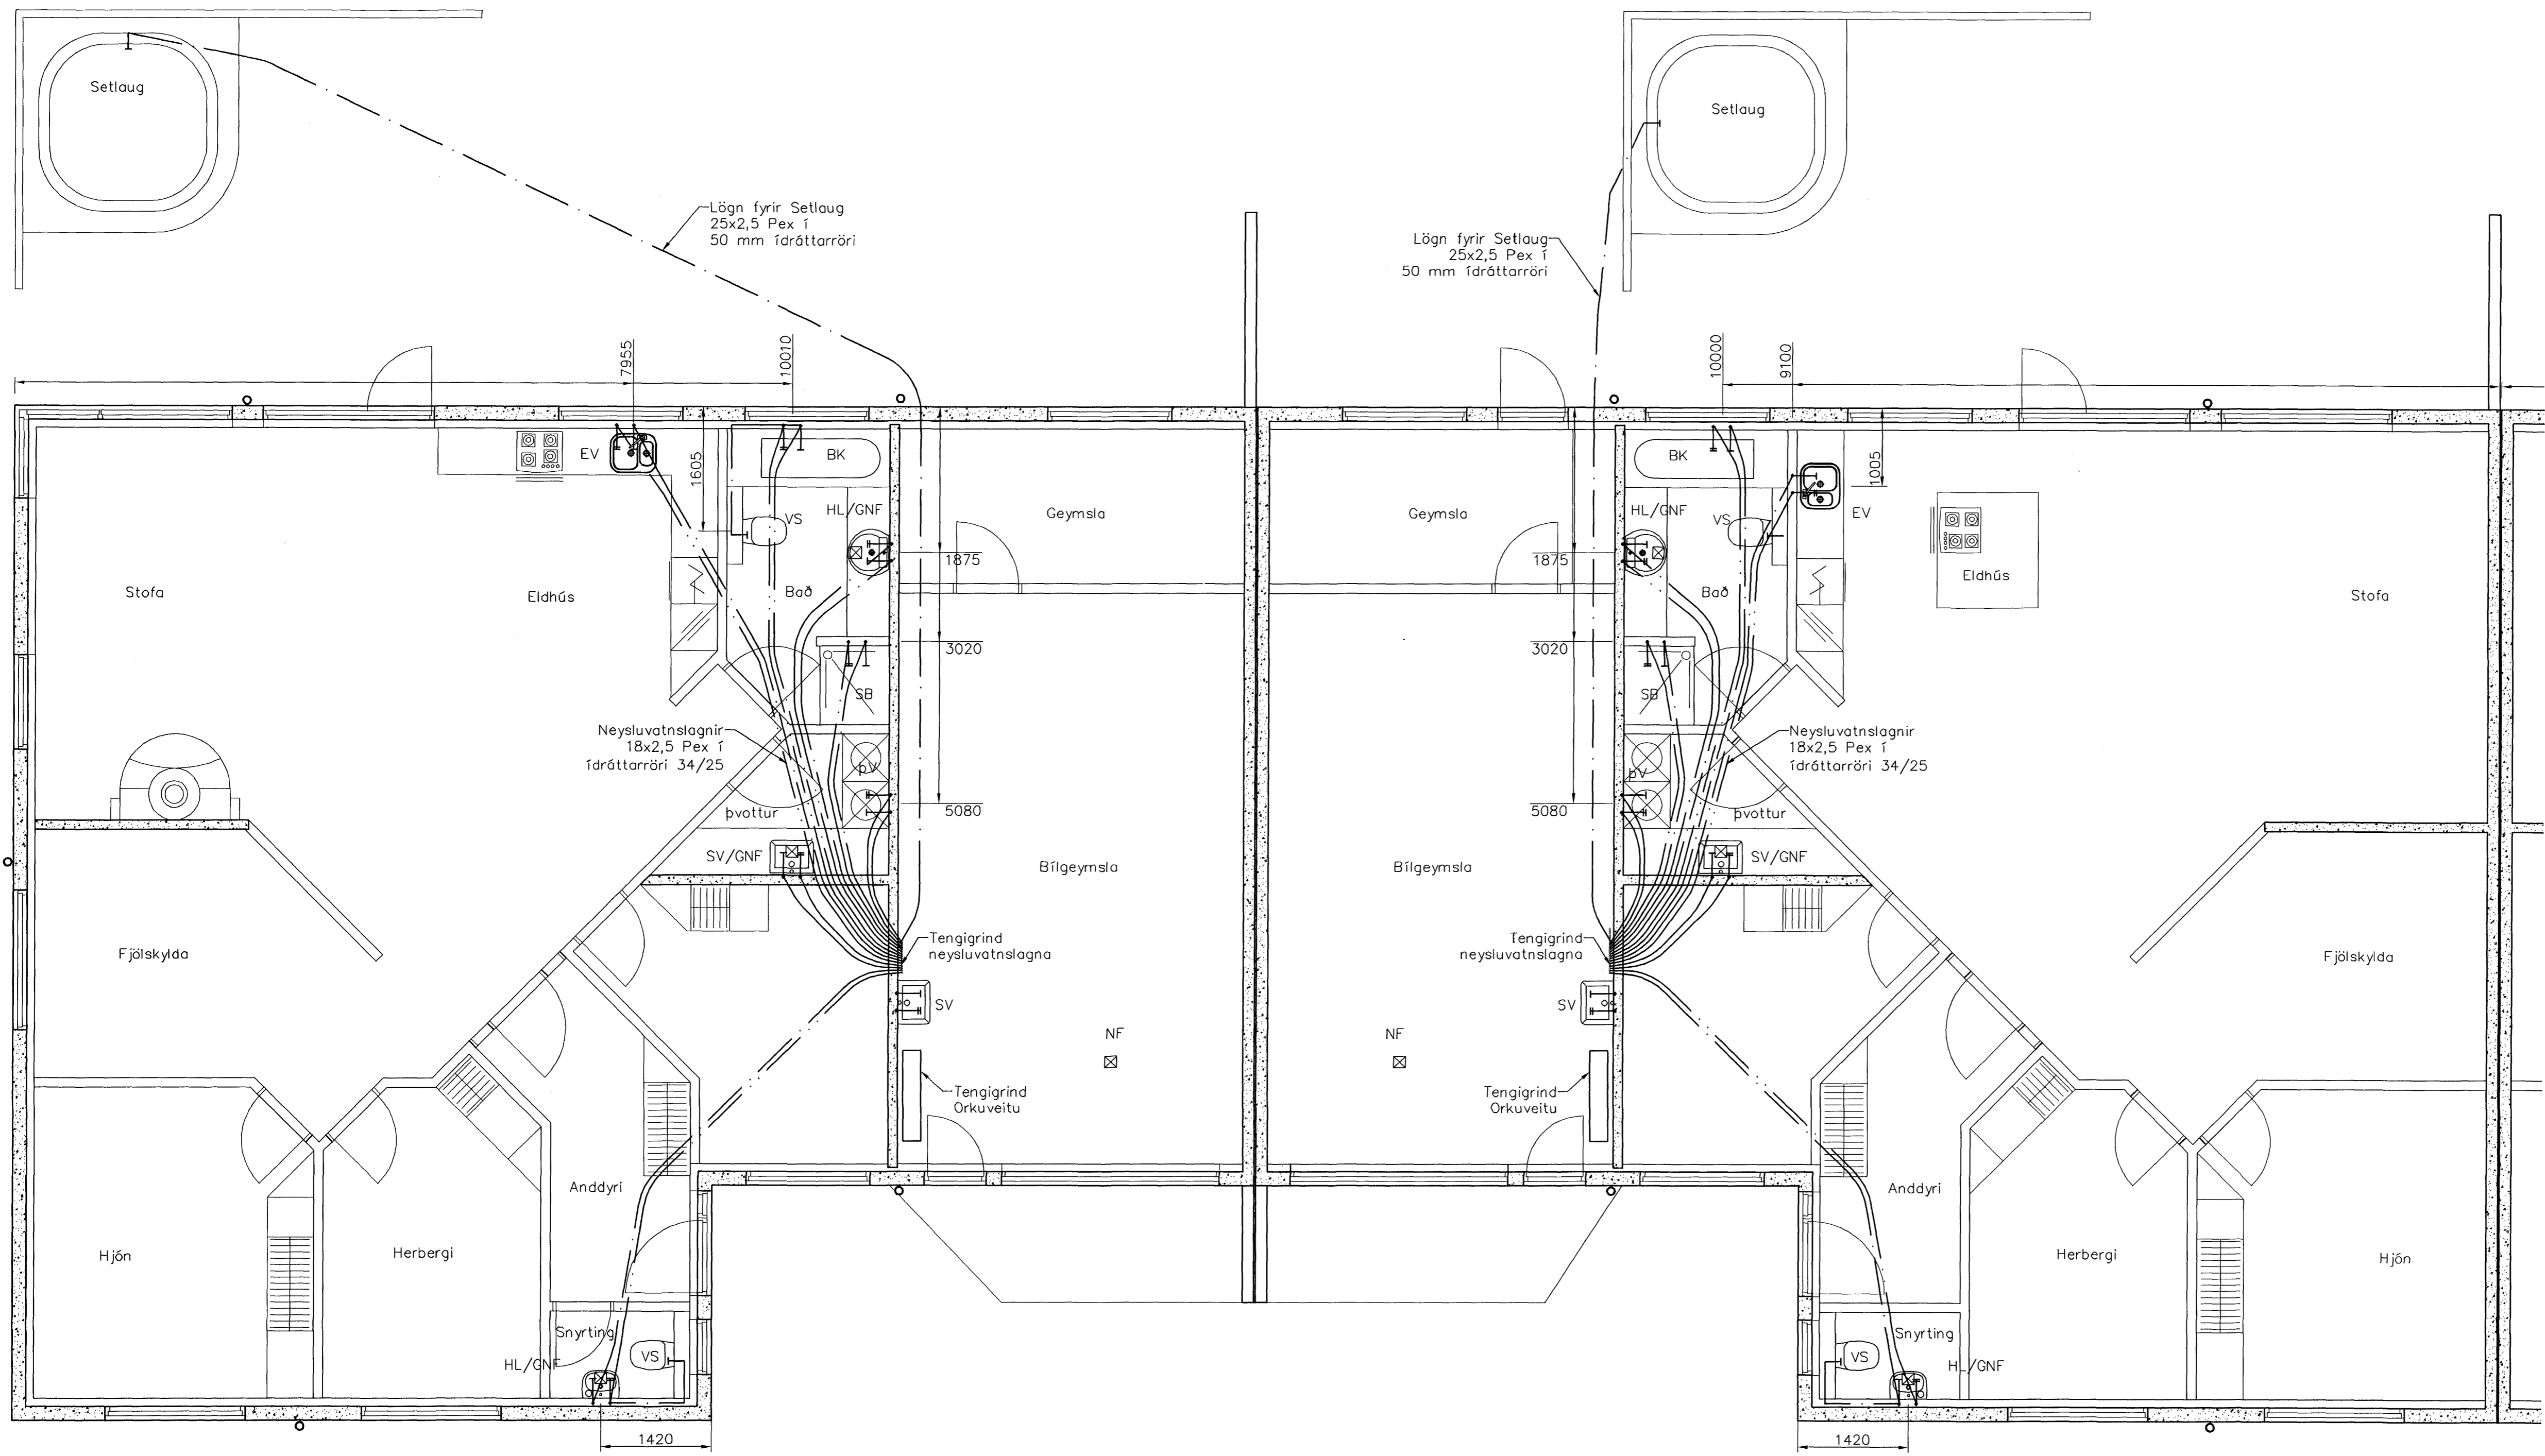 Setlaug
Setlaug
Lögn fyrir Setlaug
25x2,5 Pex í
50 mm ídráttarröri
Lögn fyrir Setlaug
25x2,5 Pex í
50 mm ídráttarröri
7955
10010
10000
9100
EV
1605
BK
BK
1005
EV
VS
HL/GNF
Geymsla
Geymsla
HL/GNF
VS
1875
1875
Stofa
Eldhús
Bað
Bað
Eldhús
Stofa
3020
3020
SB
SB
Neysluvatnslagnir
18x2,5 Pex í
ídráttarröri 34/25
Neysluvatnslagnir
18x2,5 Pex í
ídráttarröri 34/25
þV
þV
þvottur
5080
5080
þvottur
SV/GNF
SV/GNF
Bílgeymsla
Bílgeymsla
Fjölskylda
Tengigrind
neysluvatnslagna
Tengigrind
neysluvatnslagna
Fjölskylda
SV
SV
NF
NF
Tengigrind
Orkuveitu
Tengigrind
Orkuveitu
Hjón
Herbergi
Anddyri
Anddyri
Herbergi
Hjón
Snyrting
Snyrting
HL/GNF
VS
VS
HL/GNF
1420
1420